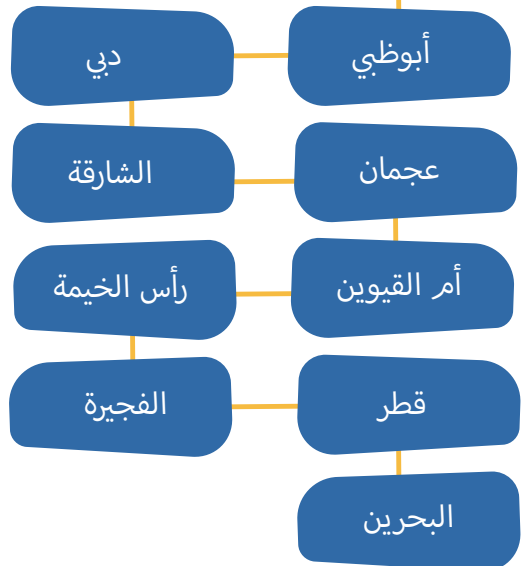 أبوظبي
دبي
الشارقة
عجمان
أم القيوين
رأس الخيمة
الفجيرة
قطر
البحرين